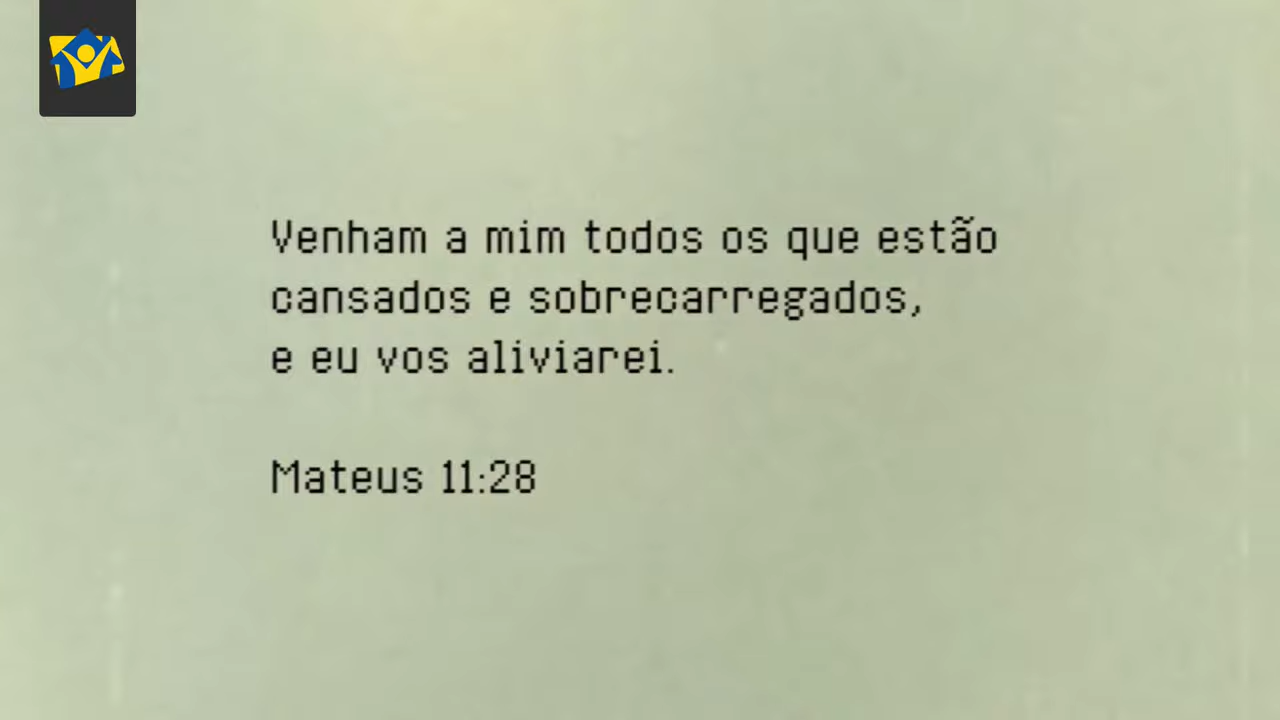 Venham a mim todos os que estão
cansados e sobrecarregados,
e eu vos aliviarei.
Mateus 11:28